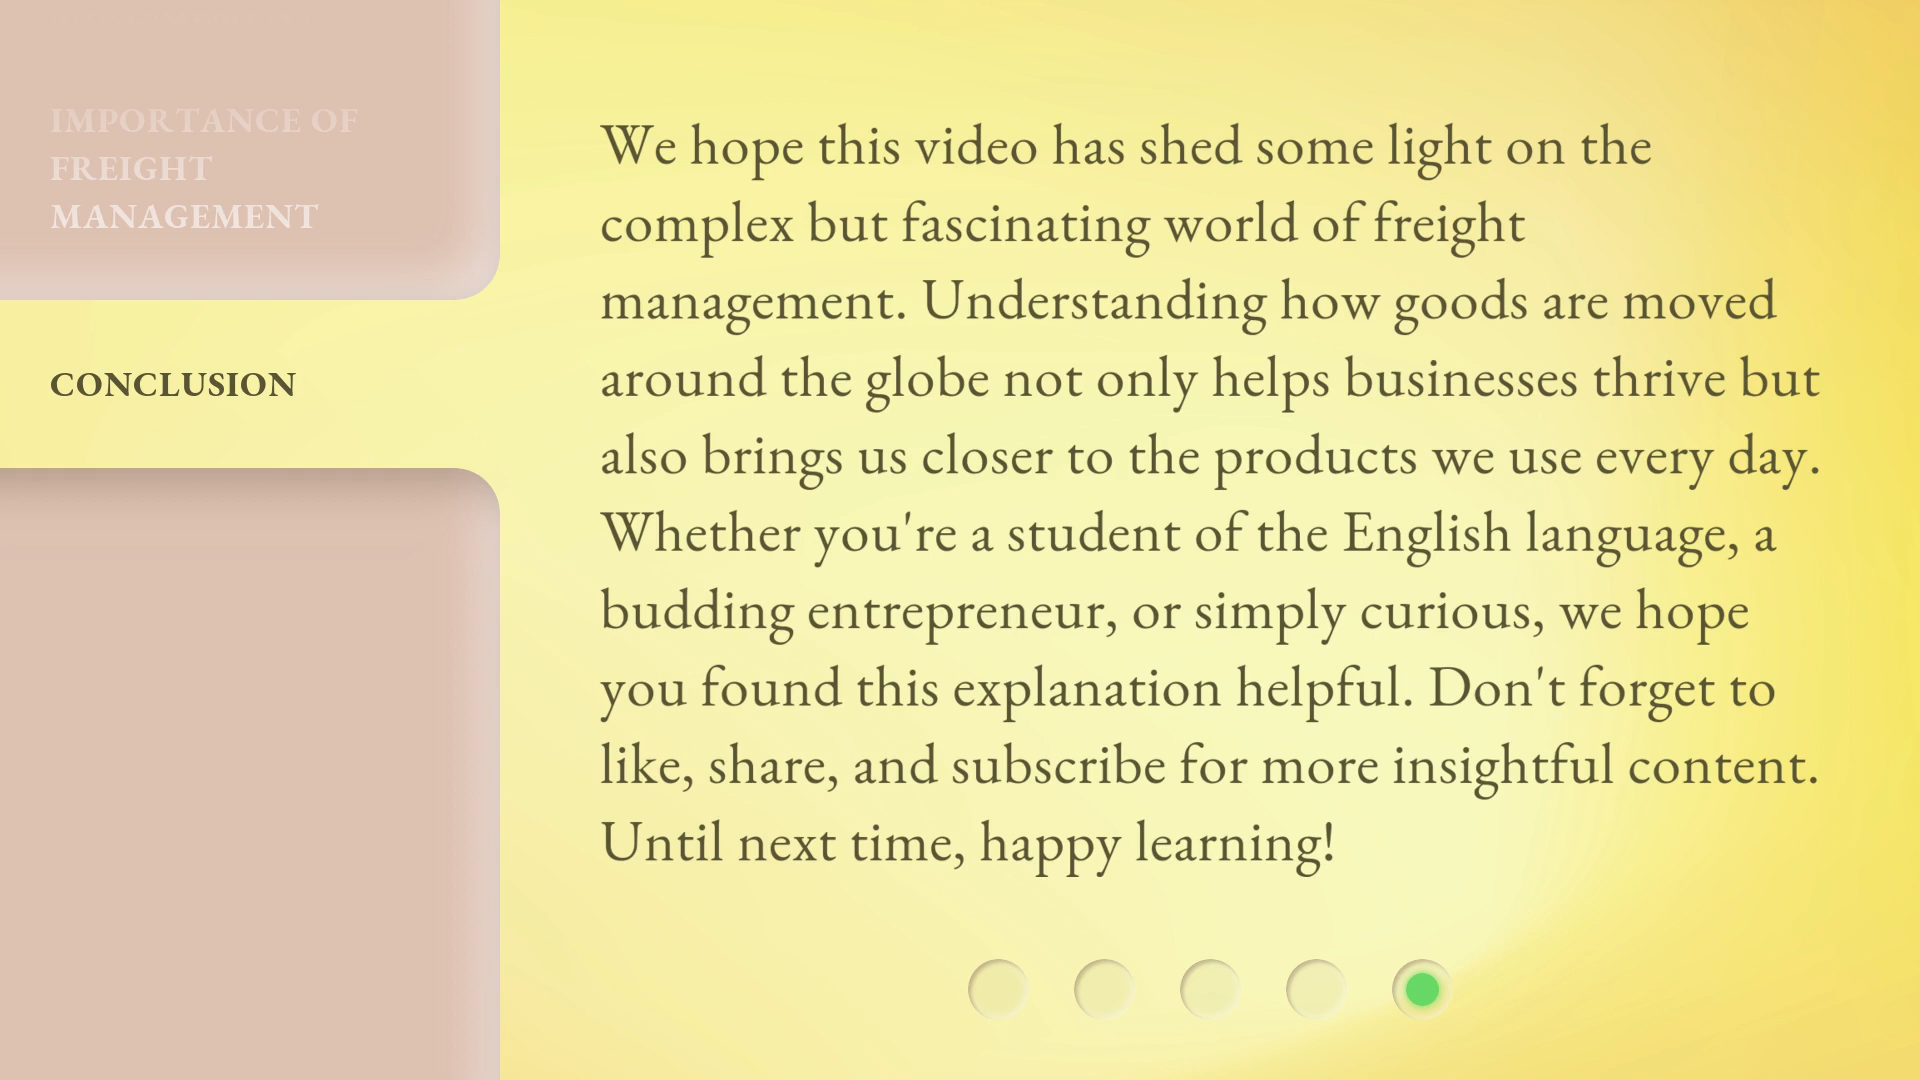 IMPORTANCE OF
FREIGHT
MANAGEMENT
CONCLUSION
We hope this video has shed some light on the
complex but fascinating world of freight
management. Understanding how goods are moved
around the globe not only helps businesses thrive but
also brings us closer to the products we use every day.
Whether you're a student of the English language, a
budding entrepreneur, or simply curious, we hope
you found this explanation helpful. Don't forget to
like, share, and subscribe for more insightful content.
Until next time, happy learning!